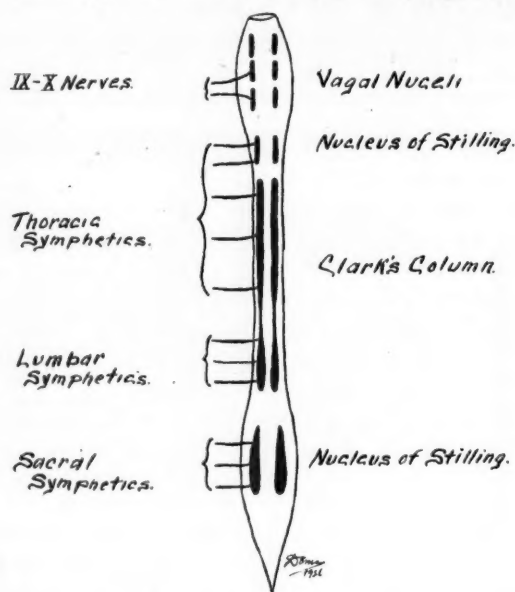 IX-X Nerves.
Vagal Nuceli
Nucleus of Stilling.
Thoracic
Symphetics.
Clark's Column.
Lumbar
Symphetics.
Sacral
Symphetics.
Nucleus of Stilling.